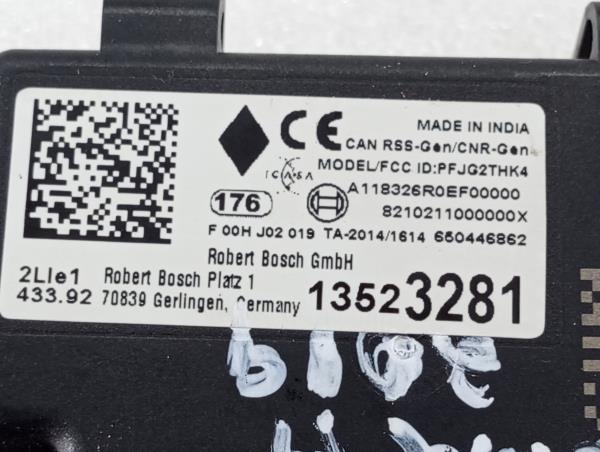 CE
MADE IN INDIA
CAN RSS-Gen/CNR-Gen
MODEL/FCC ID:PFJG2THK4
ICASA
A118326R0EF00000
176
8210211000000X
F 00H J02 019 TA-2014/1614 650446862
Robert Bosch GmbH
2LIe1 Robert Bosch Platz 1
433.92 70839 Gerlingen, Germany 13523281